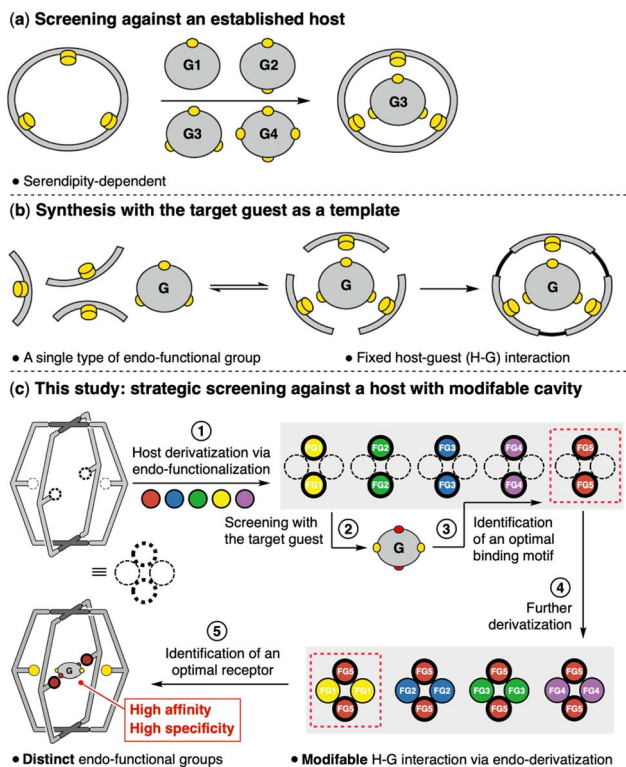 (a) Screening against an established host
G1
G2
G3
G4
G3
• Serendipity-dependent
(b) Synthesis with the target guest as a template
G
G
G
• A single type of endo-functional group
• Fixed host-guest (H-G) interaction
(c) This study: strategic screening against a host with modifable cavity
1
Host derivatization via
endo-functionalization
FG1 FG2 FG3 FG4 FG5
FG1 FG2 FG3 FG4 FG5
Screening with
the target guest
2
G
3
Identification
of an optimal
binding motif
4
Further
derivatization
≡
5
Identification of an
optimal receptor
G
High affinity
High specificity
FG5 FG5 FG5 FG5
FG1 FG1 FG2 FG2 FG3 FG3 FG4 FG4
FG5 FG5 FG5 FG5
• Distinct endo-functional groups
• Modifable H-G interaction via endo-derivatization